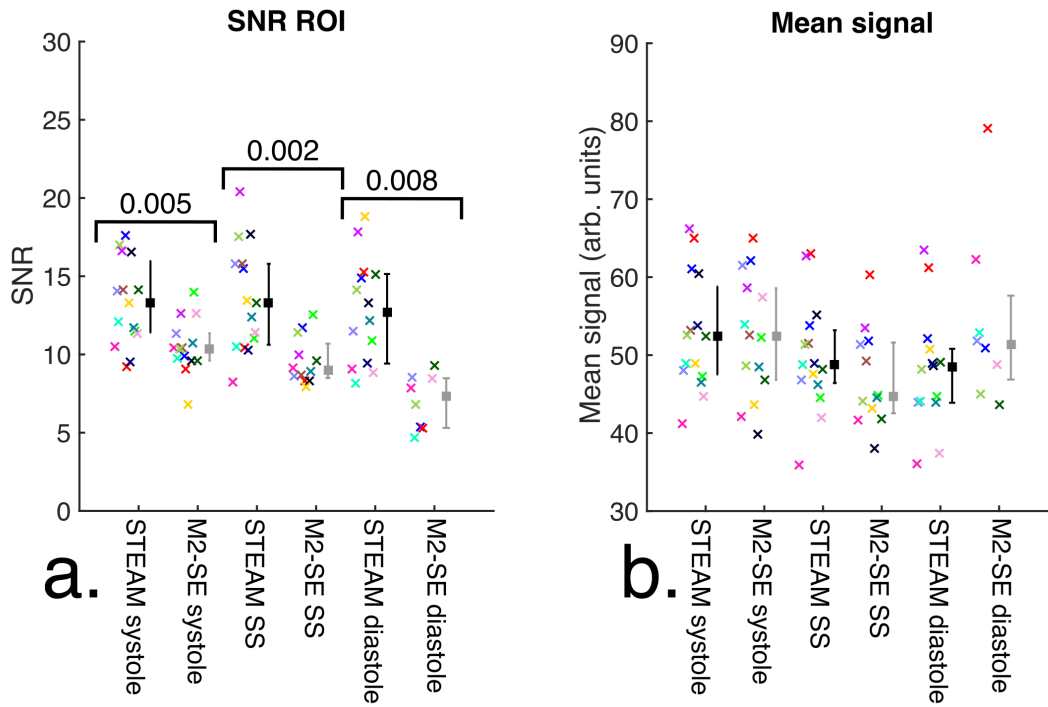 SNR ROI
30
25
20
15
10
5
0
SNR
0.005
0.002
0.008
STEAM systole
M2-SE systole
STEAM SS
M2-SE SS
STEAM diastole
M2-SE diastole
a.
Mean signal
90
80
70
60
50
40
30
Mean signal (arb. units)
STEAM systole
M2-SE systole
STEAM SS
M2-SE SS
STEAM diastole
M2-SE diastole
b.